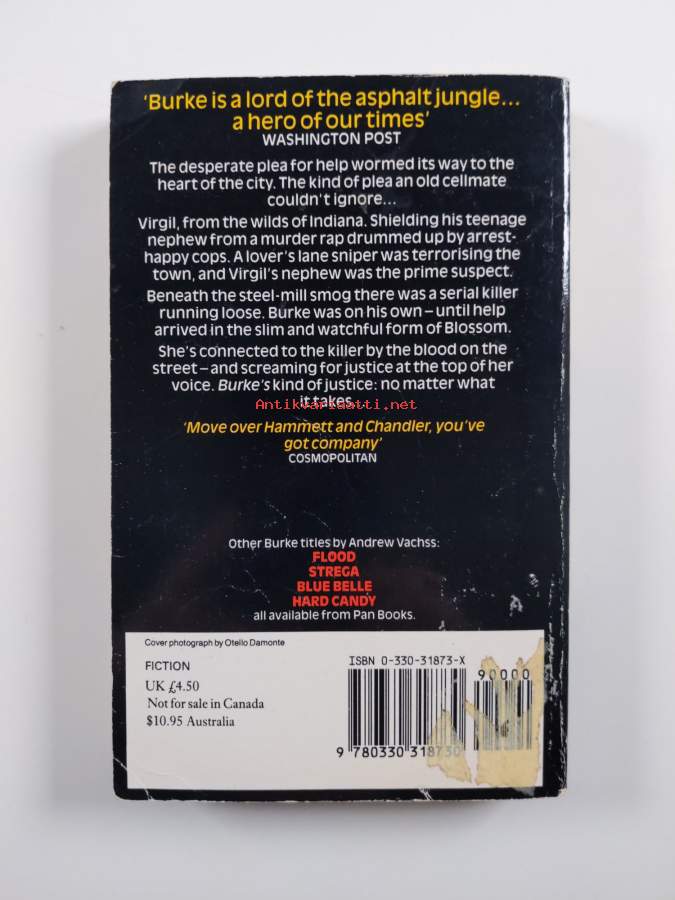 'Burke is a lord of the asphalt jungle...
a hero of our times'
WASHINGTON POST
The desperate plea for help wormed its way to the
heart of the city. The kind of plea an old cellmate
couldn't ignore...
Virgil, from the wilds of Indiana. Shielding his teenage
nephew from a murder rap drummed up by arrest-
happy cops. A lover's lane sniper was terrorising the
town, and Virgil's nephew was the prime suspect.
Beneath the steel-mill smog there was a serial killer
running loose. Burke was on his own – until help
arrived in the slim and watchful form of Blossom.
She's connected to the killer by the blood on the
street – and screaming for justice at the top of her
voice. Burke's kind of justice: no matter what
it takes.
Antikvariaatti.net
'Move over Hammett and Chandler, you've
got company'
COSMOPOLITAN
Other Burke titles by Andrew Vachss:
FLOOD
STREGA
BLUE BELLE
HARD CANDY
all available from Pan Books.
Cover photograph by Otello Damonte
FICTION
UK £4.50
Not for sale in Canada
$10.95 Australia
ISBN 0-330-31873-X
90000
9 780330 318730